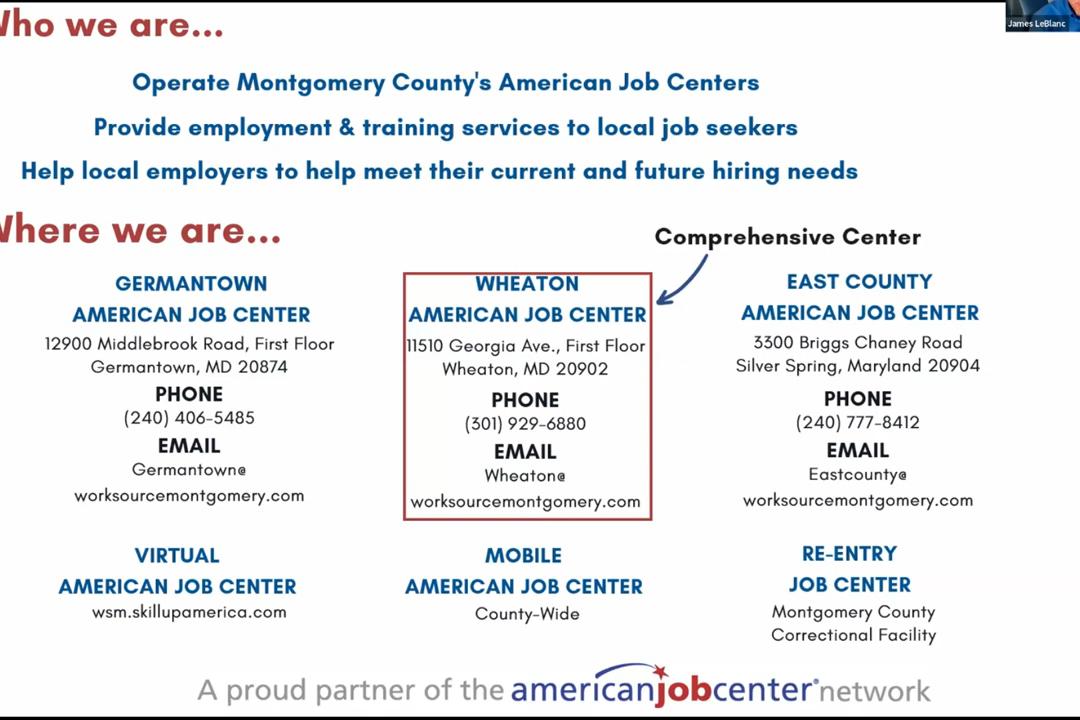 Who we are...
James LeBlanc
Operate Montgomery County's American Job Centers
Provide employment & training services to local job seekers
Help local employers to help meet their current and future hiring needs
Where we are...
Comprehensive Center
GERMANTOWN
AMERICAN JOB CENTER
12900 Middlebrook Road, First Floor
Germantown, MD 20874
PHONE
(240) 406-5485
EMAIL
Germantown@
worksourcemontgomery.com
WHEATON
AMERICAN JOB CENTER
11510 Georgia Ave., First Floor
Wheaton, MD 20902
PHONE
(301) 929-6880
EMAIL
Wheaton@
worksourcemontgomery.com
EAST COUNTY
AMERICAN JOB CENTER
3300 Briggs Chaney Road
Silver Spring, Maryland 20904
PHONE
(240) 777-8412
EMAIL
Eastcounty@
worksourcemontgomery.com
VIRTUAL
AMERICAN JOB CENTER
wsm.skillupamerica.com
MOBILE
AMERICAN JOB CENTER
County-Wide
RE-ENTRY
JOB CENTER
Montgomery County
Correctional Facility
A proud partner of the americanjobcenter® network